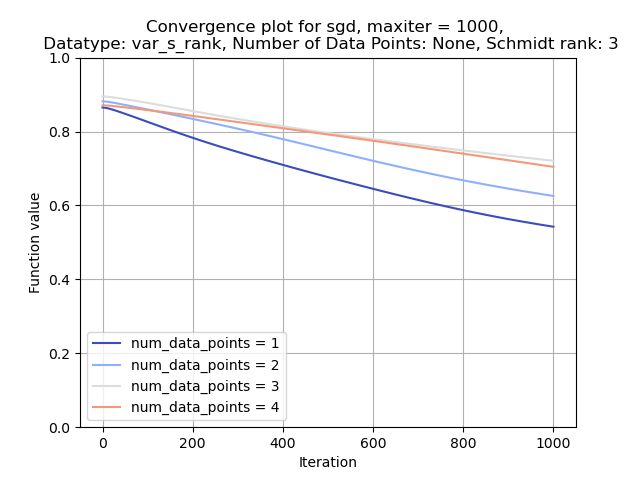 Convergence plot for sgd, maxiter = 1000,
Datatype: var_s_rank, Number of Data Points: None, Schmidt rank: 3
1.0
0.8
0.6
0.4
0.2
0.0
Function value
num_data_points = 1
num_data_points = 2
num_data_points = 3
num_data_points = 4
0 200 400 600 800 1000
Iteration